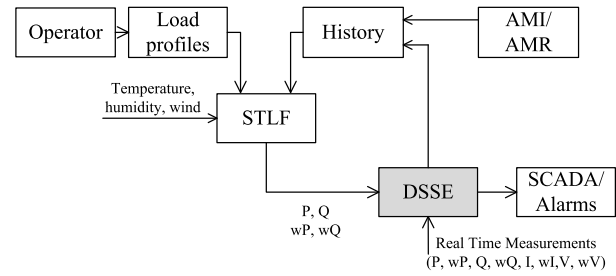 Operator
Load
profiles
History
AMI/
AMR
Temperature,
humidity, wind
STLF
P, Q
wP, wQ
DSSE
SCADA/
Alarms
Real Time Measurements
(P, wP, Q, wQ, I, wI,V, wV)